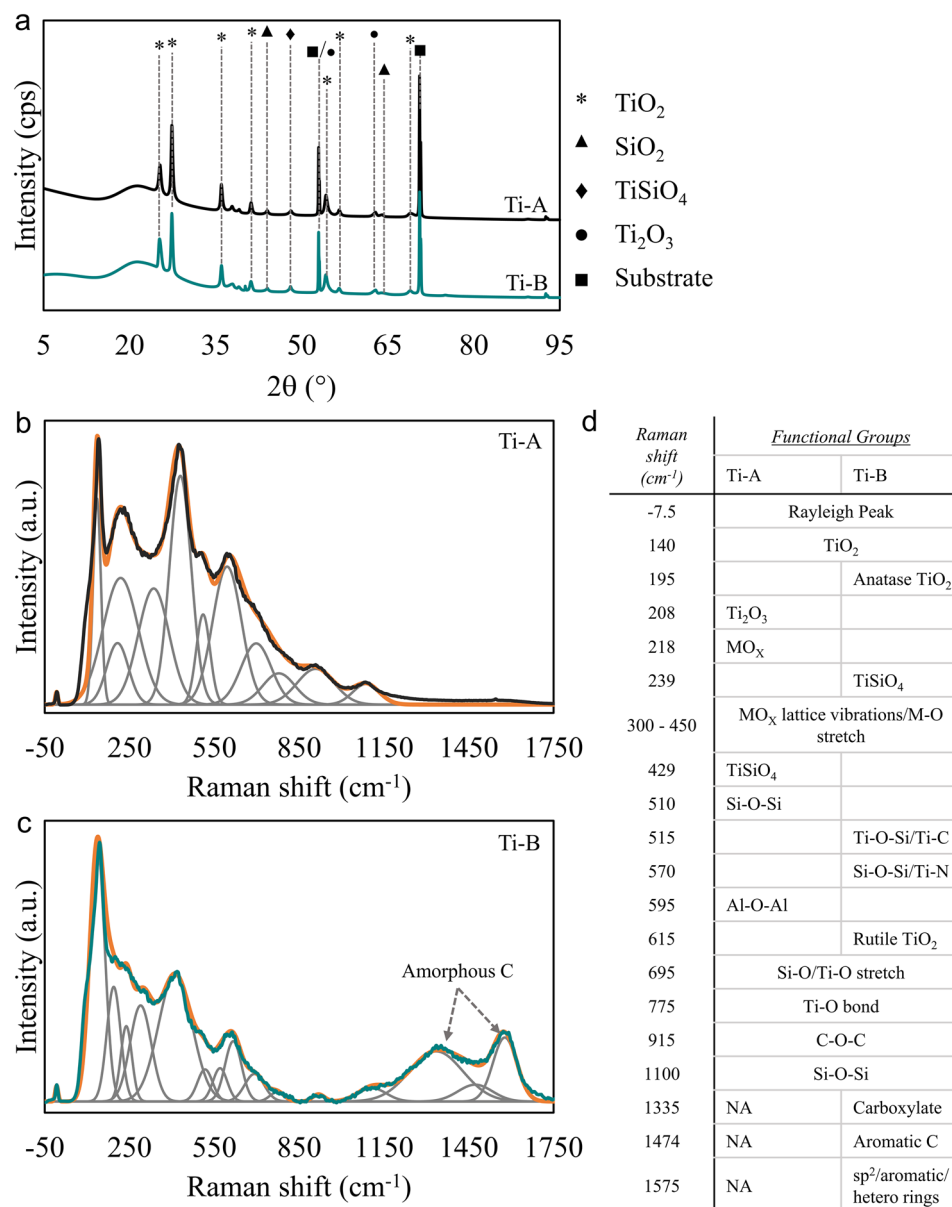 a
* * * * ▲ ♦ ■/● * * ● ▲ * ■
Intensity (cps)
Ti-A
Ti-B
5 20 35 50 65 80 95
2θ (°)
* TiO₂
▲ SiO₂
♦ TiSiO₄
● Ti₂O₃
■ Substrate
b
Ti-A
Intensity (a.u.)
-50 250 550 850 1150 1450 1750
Raman shift (cm⁻¹)
c
Ti-B
Amorphous C
Intensity (a.u.)
-50 250 550 850 1150 1450 1750
Raman shift (cm⁻¹)
d
Raman
shift
(cm⁻¹)
Functional Groups
Ti-A Ti-B
-7.5 Rayleigh Peak
140 TiO₂
195 Anatase TiO₂
208 Ti₂O₃
218 MOX
239 TiSiO₄
300 - 450 MOX lattice vibrations/M-O
stretch
429 TiSiO₄
510 Si-O-Si
515 Ti-O-Si/Ti-C
570 Si-O-Si/Ti-N
595 Al-O-Al
615 Rutile TiO₂
695 Si-O/Ti-O stretch
775 Ti-O bond
915 C-O-C
1100 Si-O-Si
1335 NA Carboxylate
1474 NA Aromatic C
1575 NA sp²/aromatic/
hetero rings